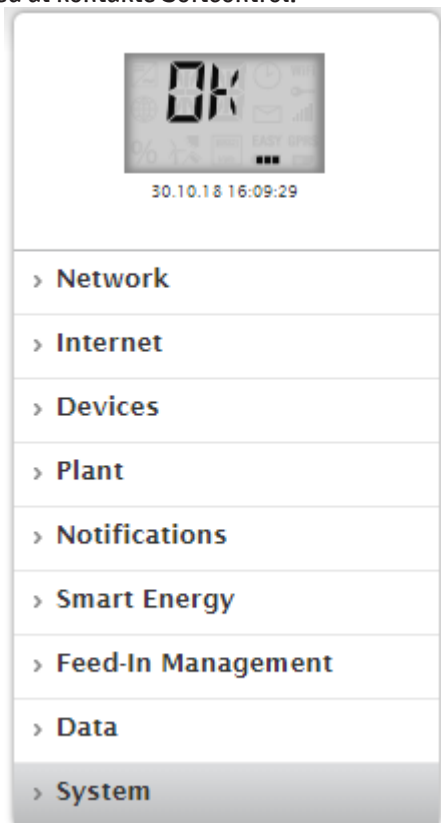 OK
EASY
30.10.18 16:09:29
› Network
› Internet
› Devices
› Plant
› Notifications
› Smart Energy
› Feed-In Management
› Data
› System